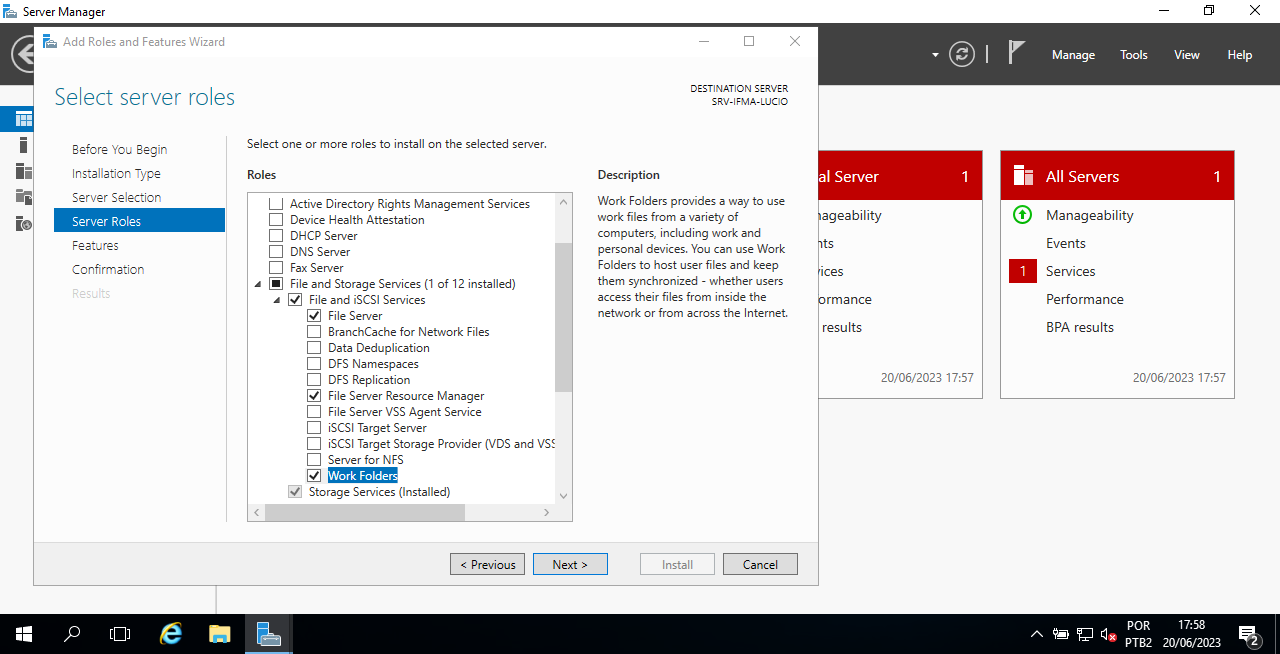 Server Manager
Add Roles and Features Wizard
Manage Tools View Help
Select server roles
DESTINATION SERVER
SRV-IFMA-LUCIO
Before You Begin
Installation Type
Server Selection
Server Roles
Features
Confirmation
Results
Select one or more roles to install on the selected server.
Roles
Active Directory Rights Management Services
Device Health Attestation
DHCP Server
DNS Server
Fax Server
File and Storage Services (1 of 12 installed)
File and iSCSI Services
File Server
BranchCache for Network Files
Data Deduplication
DFS Namespaces
DFS Replication
File Server Resource Manager
File Server VSS Agent Service
iSCSI Target Server
iSCSI Target Storage Provider (VDS and VSS
Server for NFS
Work Folders
Storage Services (Installed)
Description
Work Folders provides a way to use
work files from a variety of
computers, including work and
personal devices. You can use Work
Folders to host user files and keep
them synchronized - whether users
access their files from inside the
network or from across the Internet.
< Previous
Next >
Install
Cancel
al Server 1
nageability
nts
vices
ormance
results
20/06/2023 17:57
All Servers 1
Manageability
Events
1 Services
Performance
BPA results
20/06/2023 17:57
POR
PTB2
17:58
20/06/2023
2